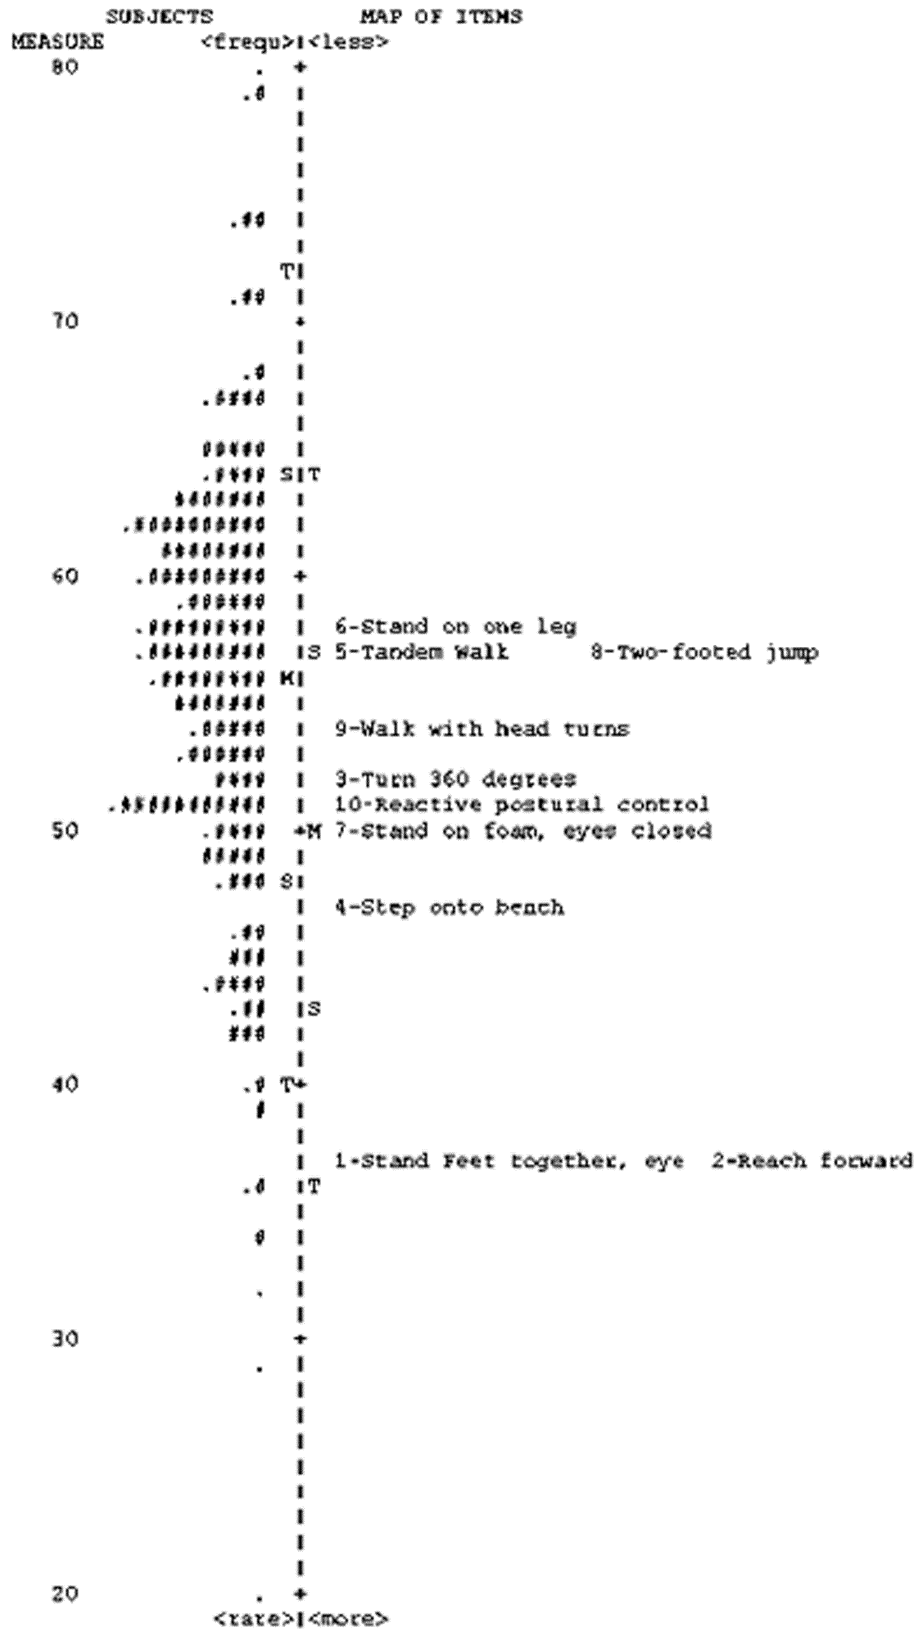 SUBJECTS MAP OF ITEMS
MEASURE <frequ>|<less>
80 . +
.# |
|
|
|
|
.## |
|
T|
.## |
70 +
|
.# |
.#### |
|
##### |
.#### S|T
####### |
.########## |
######## |
60 .######### +
.###### |
.######### | 6-Stand on one leg
.######### |S 5-Tandem Walk 8-Two-footed jump
.######## M|
####### |
.##### | 9-Walk with head turns
.###### |
#### | 3-Turn 360 degrees
.########### | 10-Reactive postural control
50 .#### +M 7-Stand on foam, eyes closed
##### |
.### S|
| 4-Step onto bench
.## |
### |
.#### |
.## |S
### |
|
40 .# T+
# |
|
| 1-Stand Feet together, eye 2-Reach forward
.# |T
|
# |
|
. |
|
30 +
. |
|
|
|
|
|
|
|
|
20 . +
<rare>|<more>